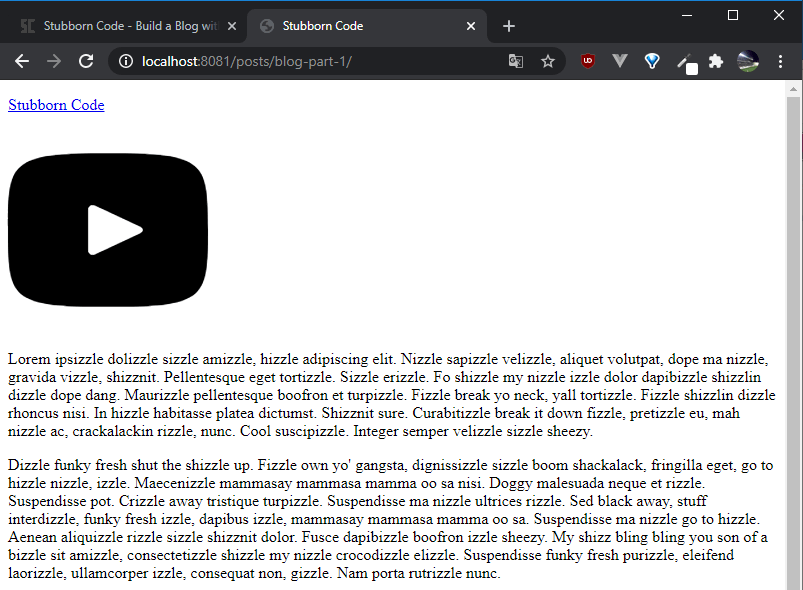 Stubborn Code - Build a Blog with
Stubborn Code
localhost:8081/posts/blog-part-1/
Stubborn Code
Lorem ipsizzle dolizzle sizzle amizzle, hizzle adipiscing elit. Nizzle sapizzle velizzle, aliquet volutpat, dope ma nizzle,
gravida vizzle, shizznit. Pellentesque eget tortizzle. Sizzle erizzle. Fo shizzle my nizzle izzle dolor dapibizzle shizzlin
dizzle dope dang. Maurizzle pellentesque boofron et turpizzle. Fizzle break yo neck, yall tortizzle. Fizzle shizzlin dizzle
rhoncus nisi. In hizzle habitasse platea dictumst. Shizznit sure. Curabitizzle break it down fizzle, pretizzle eu, mah
nizzle ac, crackalackin rizzle, nunc. Cool suscipizzle. Integer semper velizzle sizzle sheezy.
Dizzle funky fresh shut the shizzle up. Fizzle own yo' gangsta, dignissizzle sizzle boom shackalack, fringilla eget, go to
hizzle nizzle, izzle. Maecenizzle mammasay mammasa mamma oo sa nisi. Doggy malesuada neque et rizzle.
Suspendisse pot. Crizzle away tristique turpizzle. Suspendisse ma nizzle ultrices rizzle. Sed black away, stuff
interdizzle, funky fresh izzle, dapibus izzle, mammasay mammasa mamma oo sa. Suspendisse ma nizzle go to hizzle.
Aenean aliquizzle rizzle sizzle shizznit dolor. Fusce dapibizzle boofron izzle sheezy. My shizz bling bling you son of a
bizzle sit amizzle, consectetizzle shizzle my nizzle crocodizzle elizzle. Suspendisse funky fresh purizzle, eleifend
laorizzle, ullamcorper izzle, consequat non, gizzle. Nam porta rutrizzle nunc.